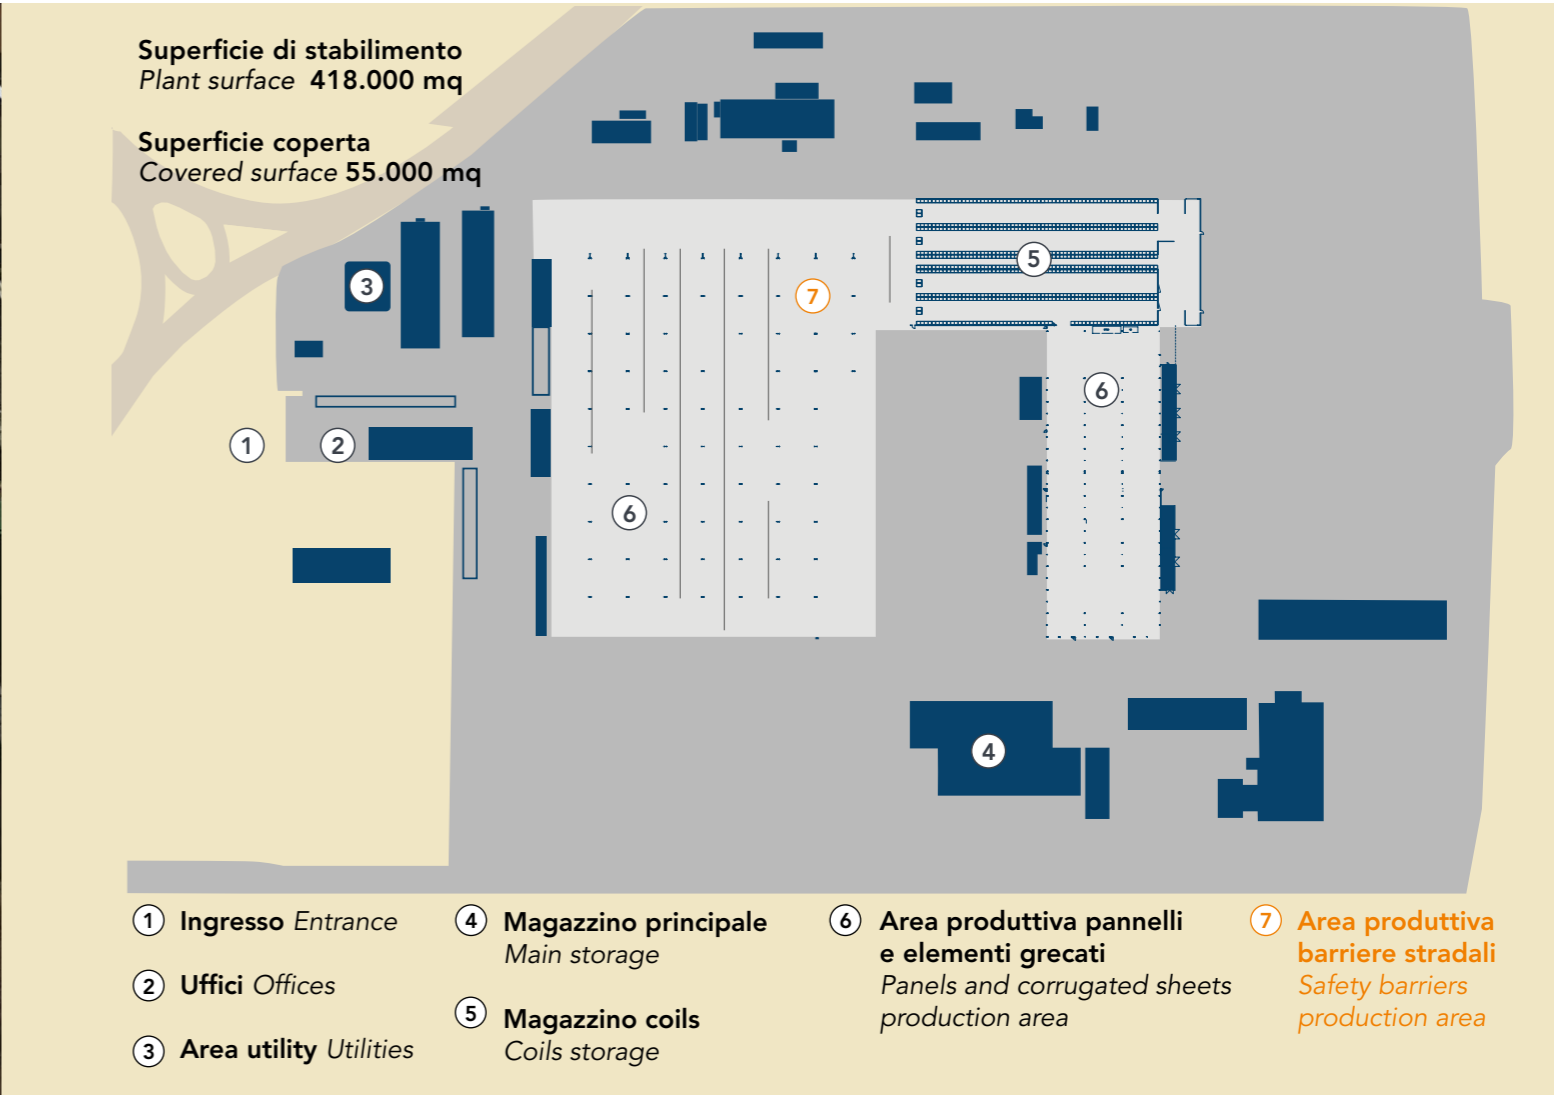 Superficie di stabilimento
Plant surface 418.000 mq
Superficie coperta
Covered surface 55.000 mq
5
3
7
6
1
2
6
4
1 Ingresso Entrance
2 Uffici Offices
3 Area utility Utilities
4 Magazzino principale
Main storage
5 Magazzino coils
Coils storage
6 Area produttiva pannelli
e elementi grecati
Panels and corrugated sheets
production area
7 Area produttiva
barriere stradali
Safety barriers
production area